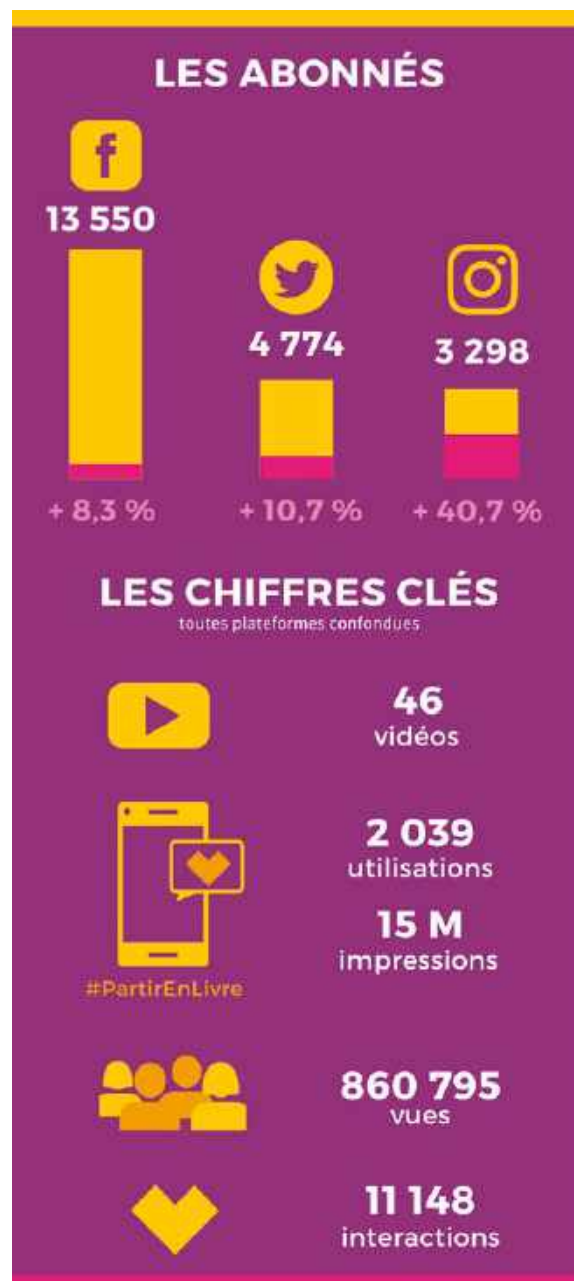 LES ABONNÉS
13 550
4 774
3 298
+ 8,3 %
+ 10,7 %
+ 40,7 %
LES CHIFFRES CLÉS
toutes plateformes confondues
46
vidéos
2 039
utilisations
15 M
impressions
#PartirEnLivre
860 795
vues
11 148
interactions